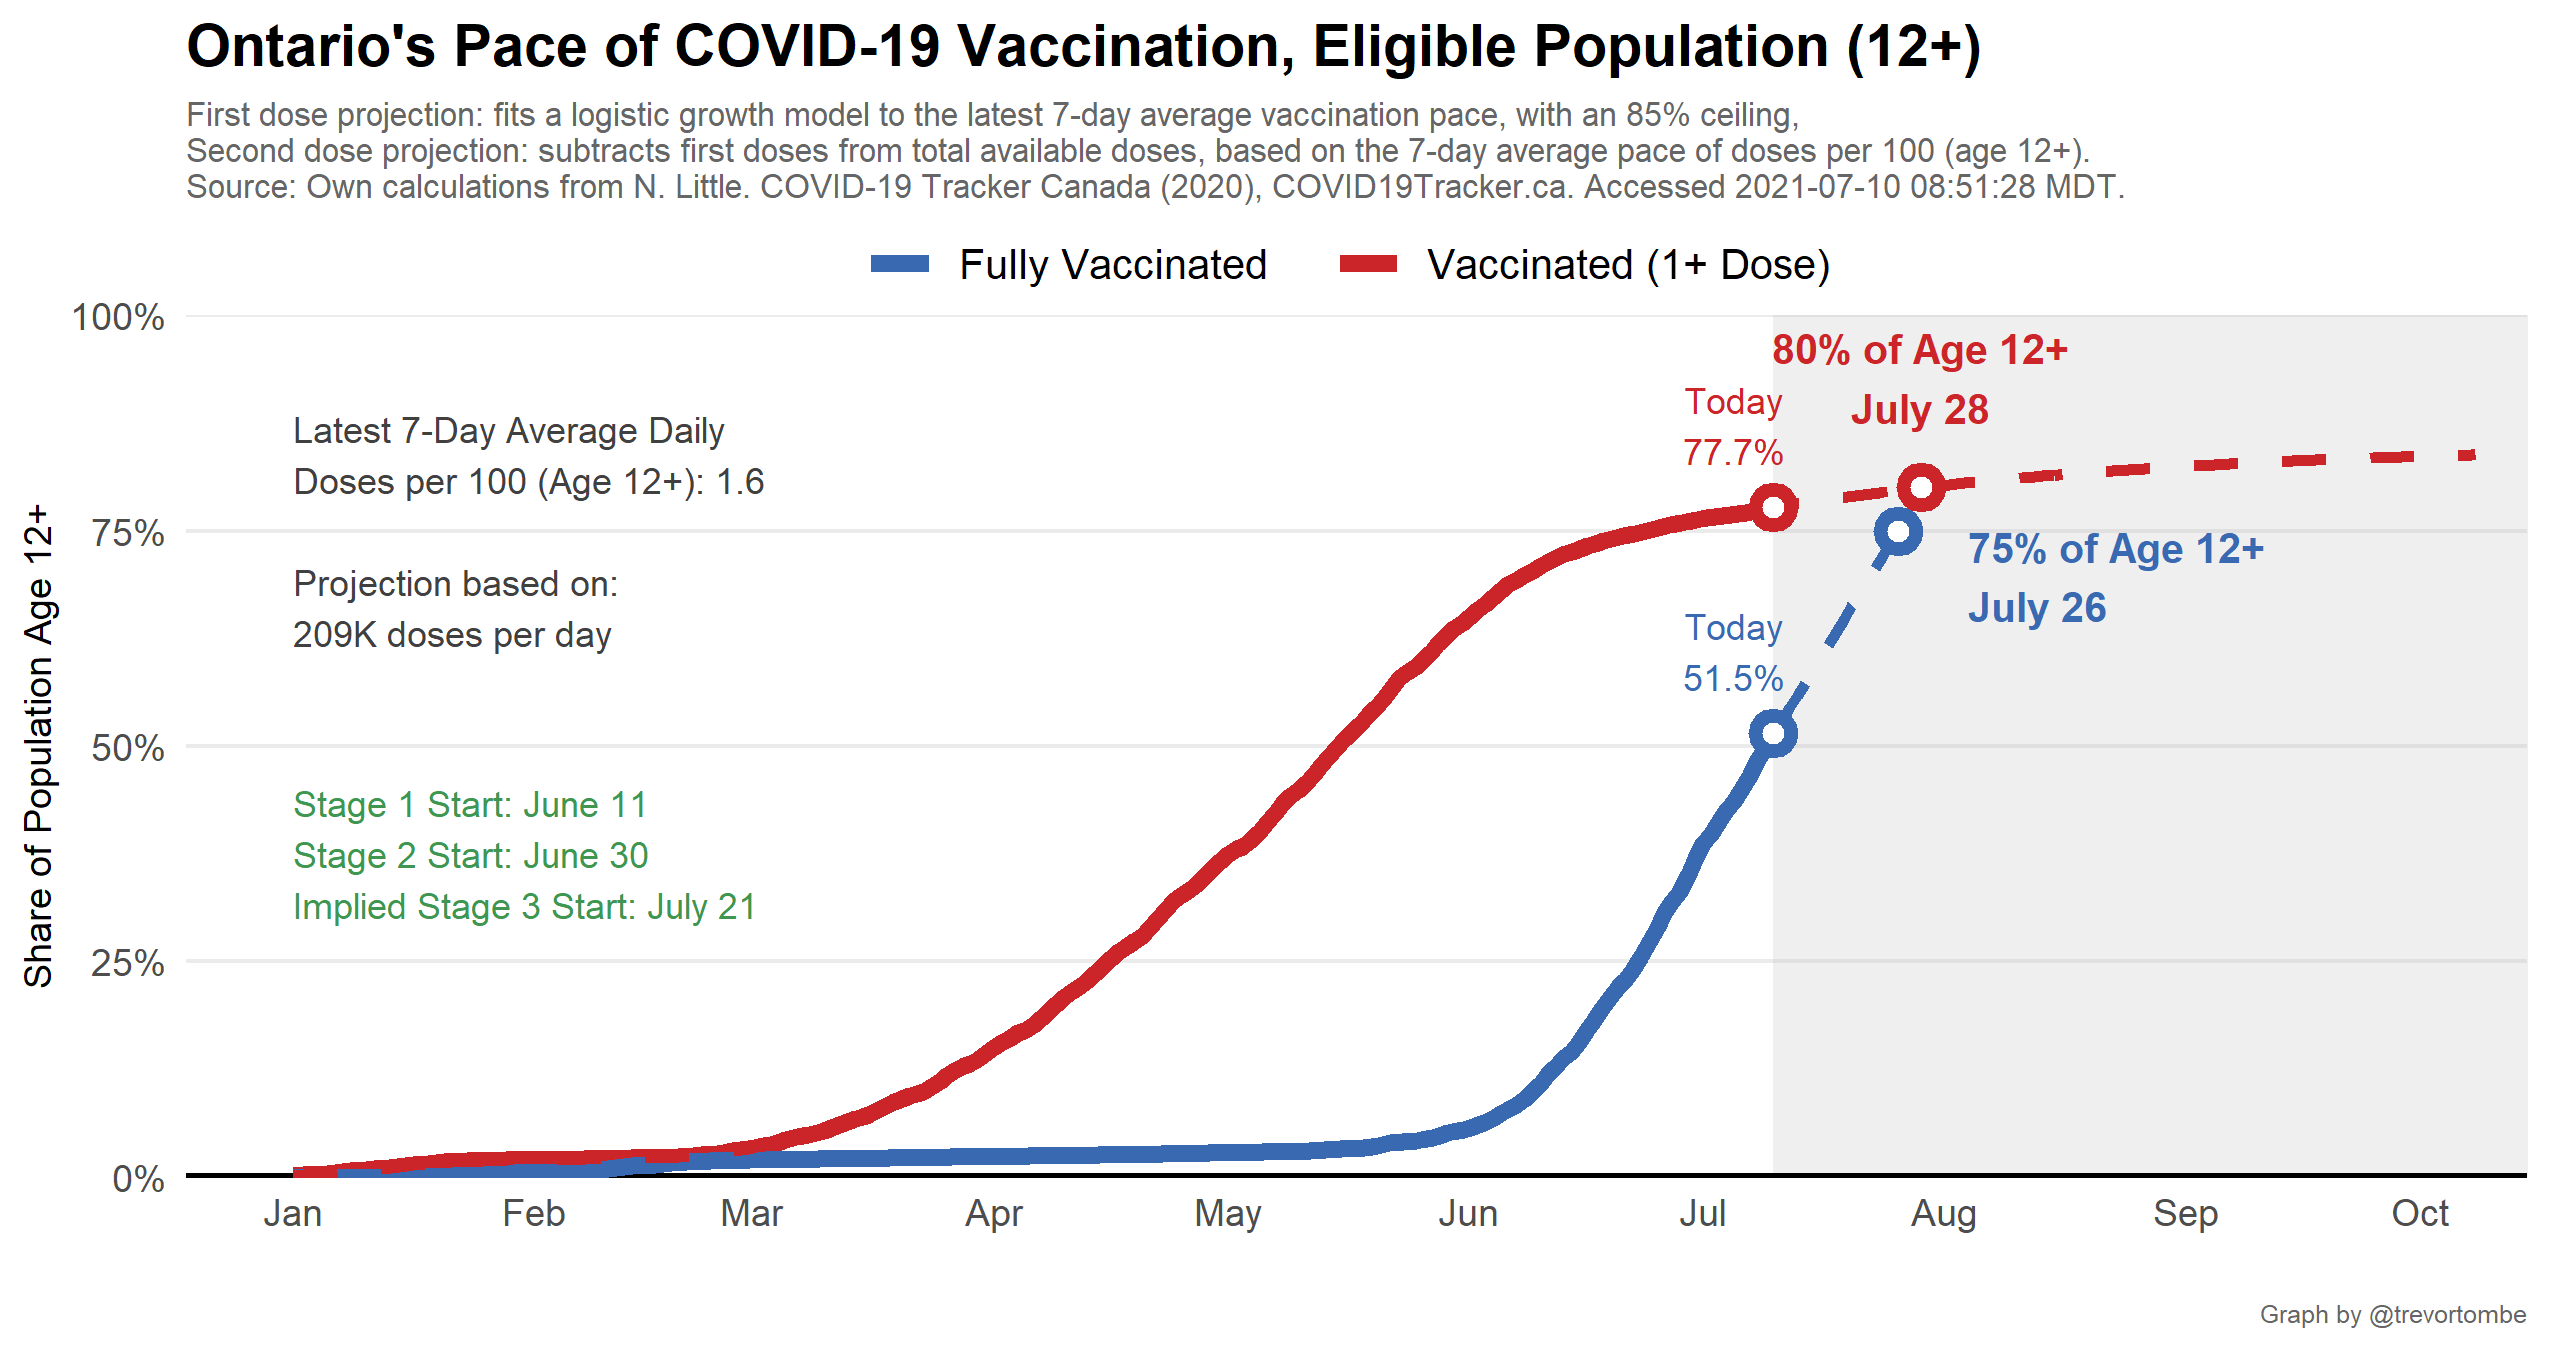 Ontario's Pace of COVID-19 Vaccination, Eligible Population (12+)
First dose projection: fits a logistic growth model to the latest 7-day average vaccination pace, with an 85% ceiling,
Second dose projection: subtracts first doses from total available doses, based on the 7-day average pace of doses per 100 (age 12+).
Source: Own calculations from N. Little. COVID-19 Tracker Canada (2020), COVID19Tracker.ca. Accessed 2021-07-10 08:51:28 MDT.
Fully Vaccinated
Vaccinated (1+ Dose)
Share of Population Age 12+
100%
75%
50%
25%
0%
Latest 7-Day Average Daily
Doses per 100 (Age 12+): 1.6
Projection based on:
209K doses per day
Stage 1 Start: June 11
Stage 2 Start: June 30
Implied Stage 3 Start: July 21
80% of Age 12+
July 28
Today
77.7%
75% of Age 12+
July 26
Today
51.5%
Jan
Feb
Mar
Apr
May
Jun
Jul
Aug
Sep
Oct
Graph by @trevortombe